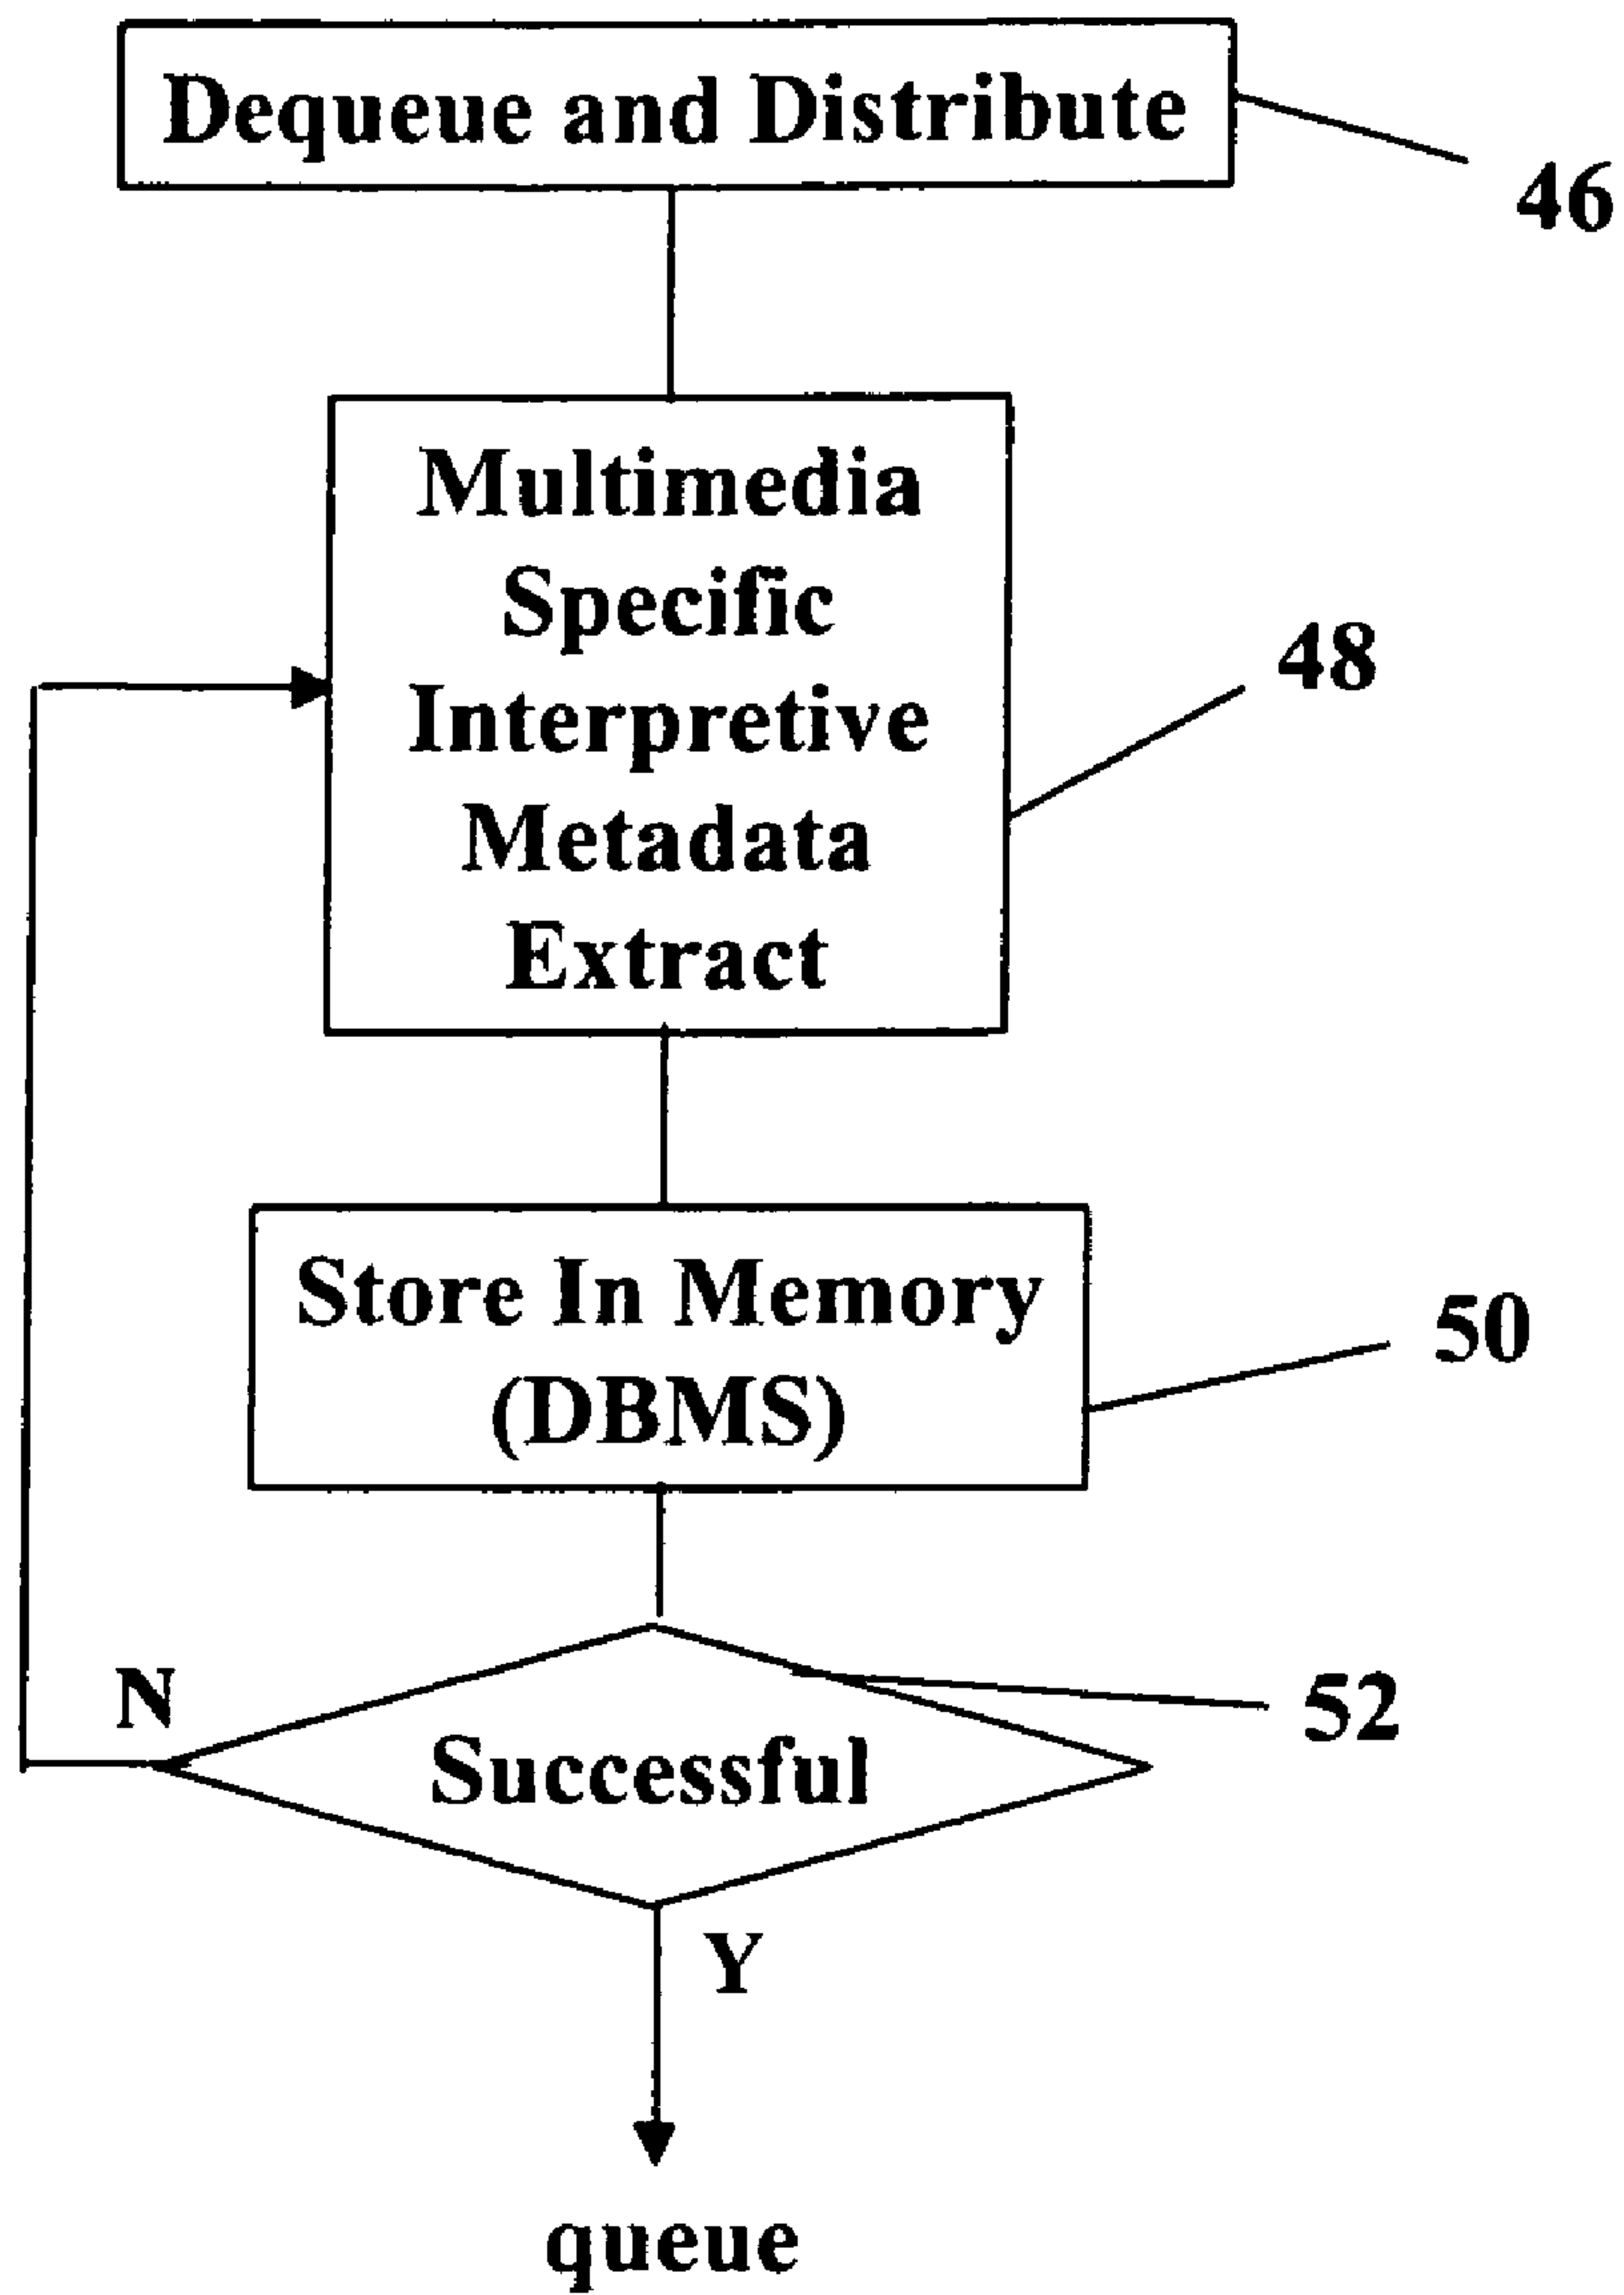 Dequeue and Distribute
46
Multimedia
Specific
Interpretive
Metadata
Extract
48
Store In Memory
(DBMS)
50
N
Successful
52
Y
queue